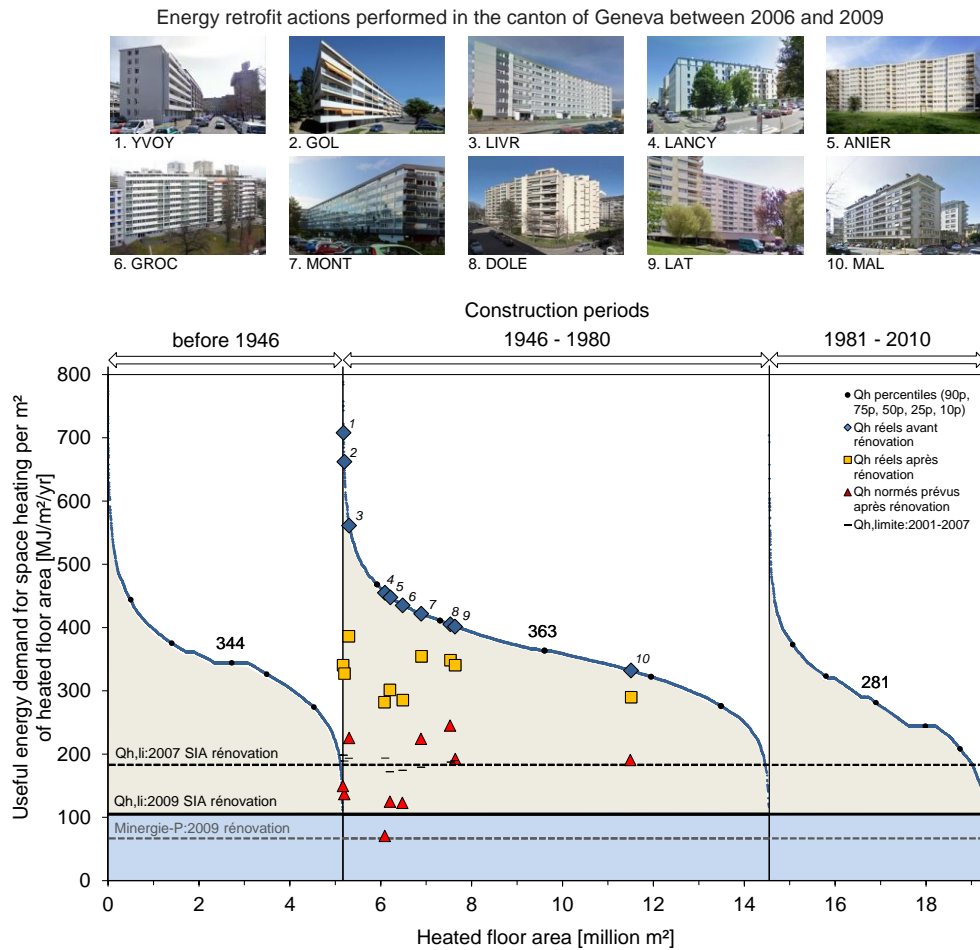 Energy retrofit actions performed in the canton of Geneva between 2006 and 2009
1. YVOY
2. GOL
3. LIVR
4. LANCY
5. ANIER
6. GROC
7. MONT
8. DOLE
9. LAT
10. MAL
Construction periods
before 1946
1946 - 1980
1981 - 2010
Useful energy demand for space heating per m²
of heated floor area [MJ/m²/yr]
800
700
600
500
400
300
200
100
0
1
2
3
4
5
6
7
8
9
10
344
363
281
Qh percentiles (90p,
75p, 50p, 25p, 10p)
Qh réels avant
rénovation
Qh réels après
rénovation
Qh normés prévus
après rénovation
Qh,limite:2001-2007
Qh,li:2007 SIA rénovation
Qh,li:2009 SIA rénovation
Minergie-P:2009 rénovation
0
2
4
6
8
10
12
14
16
18
Heated floor area [million m²]